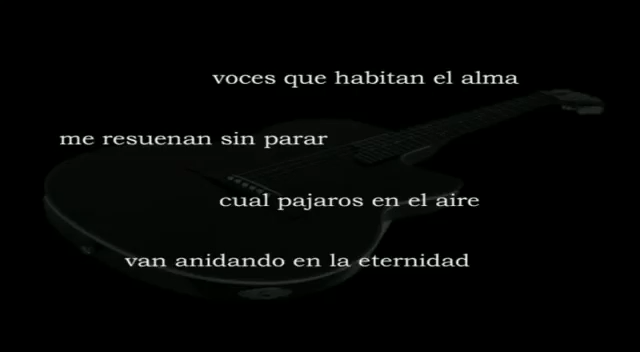 voces que habitan el alma
me resuenan sin parar
cual pajaros en el aire
van anidando en la eternidad